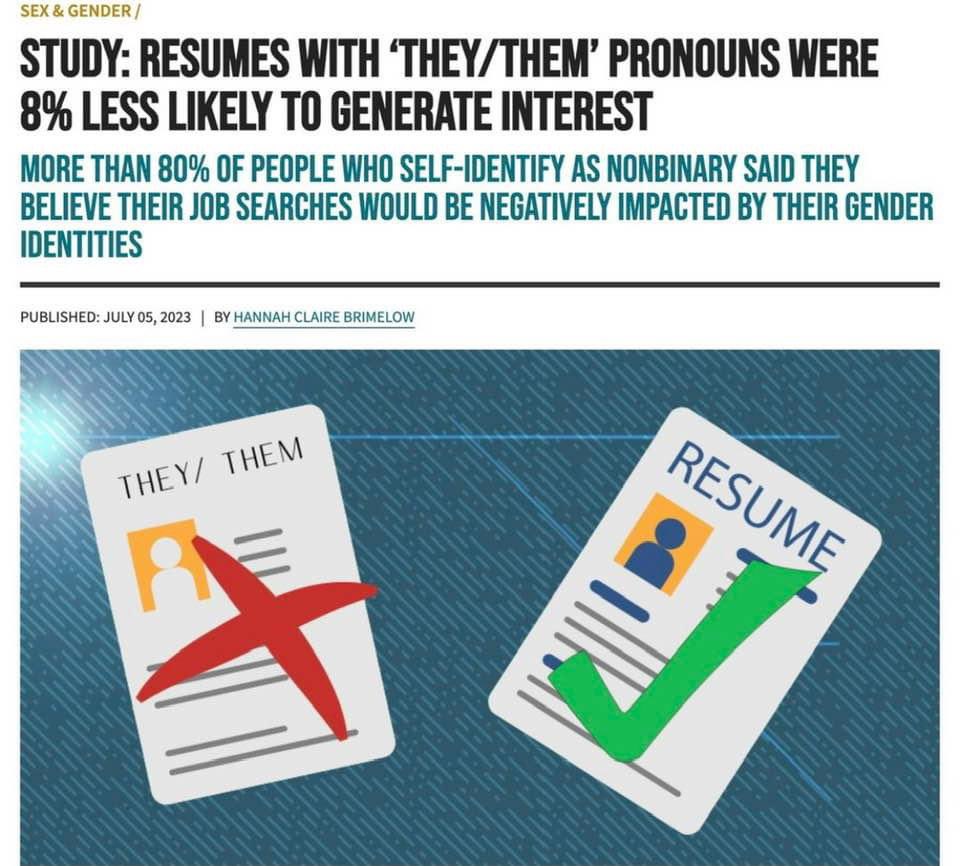 SEX & GENDER /
STUDY: RESUMES WITH ‘THEY/THEM’ PRONOUNS WERE
8% LESS LIKELY TO GENERATE INTEREST
MORE THAN 80% OF PEOPLE WHO SELF-IDENTIFY AS NONBINARY SAID THEY
BELIEVE THEIR JOB SEARCHES WOULD BE NEGATIVELY IMPACTED BY THEIR GENDER
IDENTITIES
PUBLISHED: JULY 05, 2023 | BY HANNAH CLAIRE BRIMELOW
THEY/ THEM
RESUME